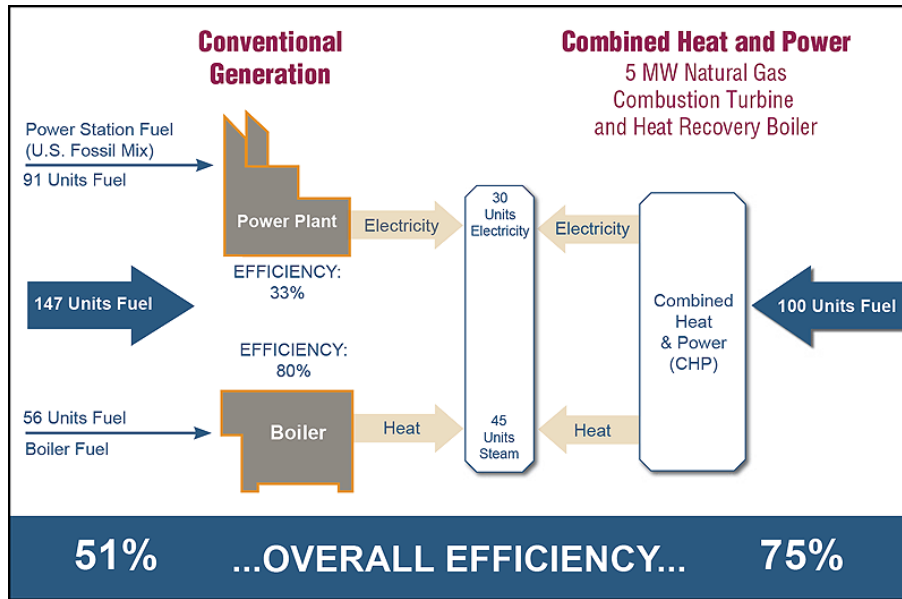 Conventional
Generation
Combined Heat and Power
5 MW Natural Gas
Combustion Turbine
and Heat Recovery Boiler
Power Station Fuel
(U.S. Fossil Mix)
91 Units Fuel
Power Plant
Electricity
30
Units
Electricity
Electricity
EFFICIENCY:
33%
147 Units Fuel
Combined
Heat
& Power
(CHP)
100 Units Fuel
EFFICIENCY:
80%
56 Units Fuel
Boiler Fuel
Boiler
Heat
45
Units
Steam
Heat
51%
...OVERALL EFFICIENCY...
75%